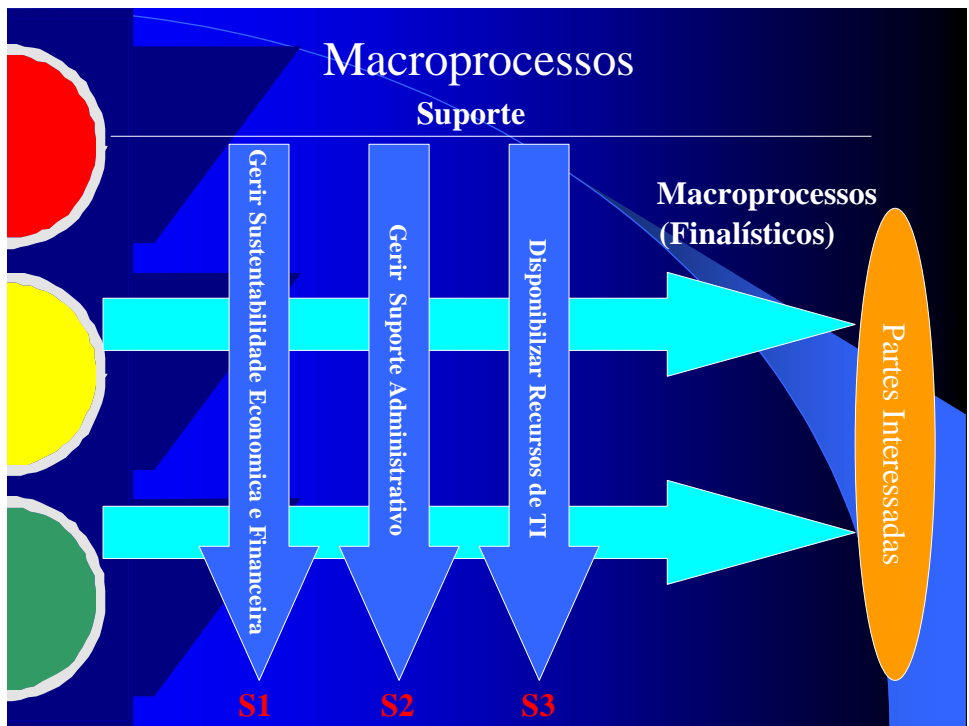 Macroprocessos
Suporte
Macroprocessos
(Finalísticos)
Gerir Sustentabilidade Economica e Financeira
Gerir Suporte Administrativo
Disponibilzar Recursos de TI
Partes Interessadas
S1
S2
S3